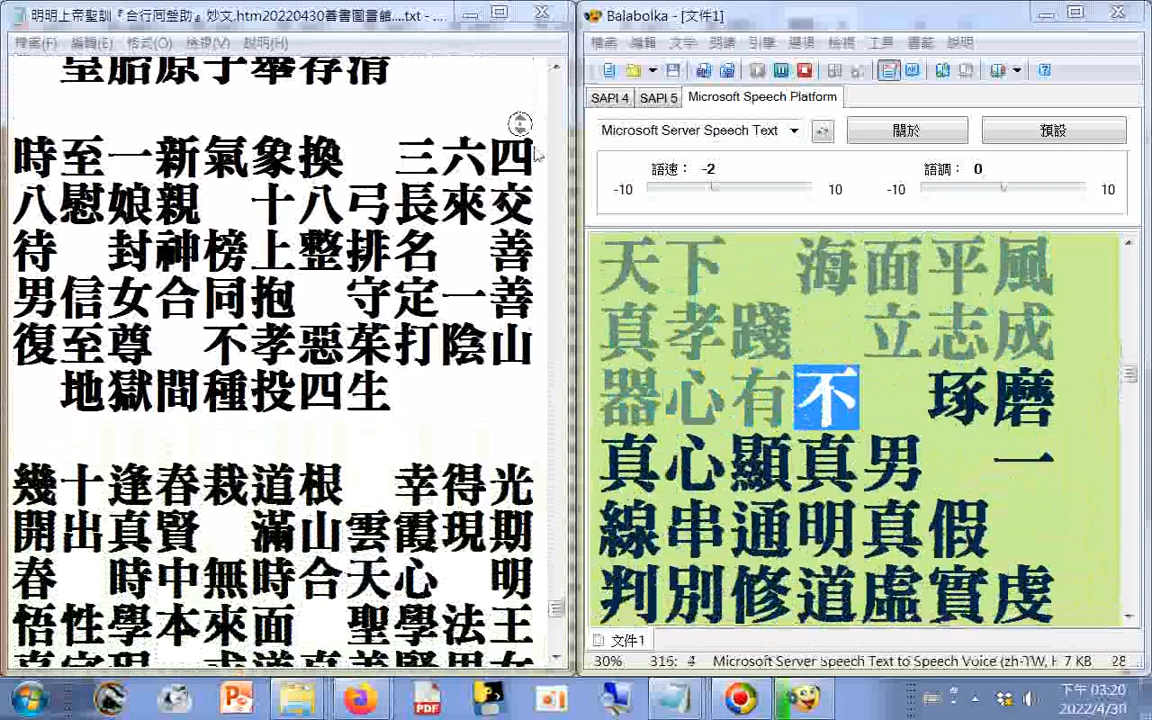 明明上帝聖訓『合行同盤助』妙文.htm20220430善書圖書館....txt - ...
檔案(F) 編輯(E) 格式(O) 檢視(V) 說明(H)
皇胎原子舉存清
時至一新氣象換 三六四
八慰娘親 十八弓長來交
待 封神榜上整排名 善
男信女合同抱 守定一善
復至尊 不孝惡茱打陰山
地獄間種投四生
幾十逢春栽道根 幸得光
開出真賢 滿山雲霞現期
春 時中無時合天心 明
悟性學本來面 聖學法王
Balabolka - [文件1]
檔案 編輯 文字 朗讀 引擎 選項 檢視 工具 書籤 說明
SAPI 4 SAPI 5 Microsoft Speech Platform
Microsoft Server Speech Text 關於 預設
語速： -2 語調： 0
-10 10 -10 10
天下 海面平風
真孝踐 立志成
器心有不 琢磨
真心顯真男 一
線串通明真假
判別修道虛實虔
文件1
30% 316: 4 Microsoft Server Speech Text to Speech Voice (zh-TW, H 7 KB 28
下午 03:20
2022/4/30